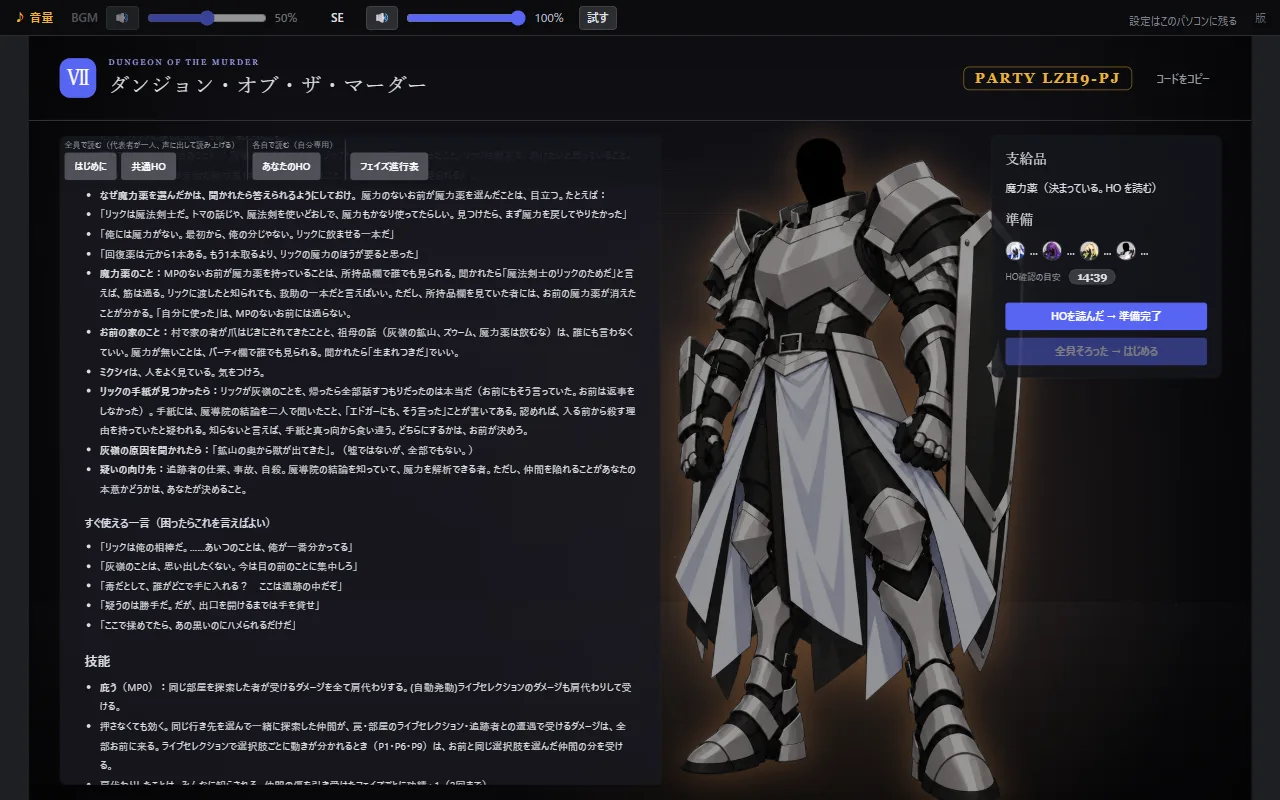 ♪ 音量 BGM 50% SE 100% 試す 設定はこのパソコンに残る 版
VII
DUNGEON OF THE MURDER
ダンジョン・オブ・ザ・マーダー
PARTY LZH9-PJ コードをコピー
全員で読む（代表者が一人、声に出して読み上げる） 各自で読む（自分専用）
はじめに 共通HO あなたのHO フェイズ進行表
• なぜ魔力薬を選んだかは、聞かれたら答えられるようにしておけ。魔力のないお前が魔力薬を選んだことは、目立つ。たとえば：
• 「リックは魔法剣士だ。トマの話じゃ、魔法剣を使いどおしで、魔力もかなり使ってたらしい。見つけたら、まず魔力を戻してやりたかった」
• 「俺には魔力がない。最初から、俺の分じゃない。リックに飲ませる一本だ」
• 「回復薬は元から1本ある。もう1本取るより、リックの魔力のほうが要ると思った」
• 魔力薬のこと：MPのないお前が魔力薬を持っていることは、所持品欄で誰でも見られる。聞かれたら「魔法剣士のリックのためだ」と言
えば、筋は通る。リックに渡したと知られても、救助の一本だと言えばいい。ただし、所持品欄を見ていた者には、お前の魔力薬が消えた
ことが分かる。「自分に使った」は、MPのないお前には通らない。
• お前の家のこと：村で家の者が爪はじきにされてきたことと、祖母の話（灰嶺の鉱山、ズゥーム、魔力薬は飲むな）は、誰にも言わなく
ていい。魔力が無いことは、パーティ欄で誰でも見られる。聞かれたら「生まれつきだ」でいい。
• ミクシィは、人をよく見ている。気をつけろ。
• リックの手紙が見つかったら：リックが灰嶺のことを、帰ったら全部話すつもりだったのは本当だ（お前にもそう言っていた。お前は返事を
しなかった）。手紙には、魔導院の結論を二人で聞いたこと、「エドガーにも、そう言った」ことが書いてある。認めれば、入る前から殺す理
由を持っていたと疑われる。知らないと言えば、手紙と真っ向から食い違う。どちらにするかは、お前が決めろ。
• 灰嶺の原因を聞かれたら：「鉱山の奥から獣が出てきた」。（嘘ではないが、全部でもない。）
• 疑いの向け先：追跡者の仕業、事故、自殺。魔導院の結論を知っていて、魔力を解析できる者。ただし、仲間を陥れることがあなたの
本意かどうかは、あなたが決めること。
すぐ使える一言（困ったらこれを言えばよい）
• 「リックは俺の相棒だ。……あいつのことは、俺が一番分かってる」
• 「灰嶺のことは、思い出したくない。今は目の前のことに集中しろ」
• 「毒だとして、誰がどこで手に入れる？ ここは遺跡の中だぞ」
• 「疑うのは勝手だ。だが、出口を開けるまでは手を貸せ」
• 「ここで揉めてたら、あの黒いのにハメられるだけだ」
技能
• 庇う（MP0）：同じ部屋を探索した者が受けるダメージを全て肩代わりする。(自動発動)ライブセレクションのダメージも肩代わりして受
ける。
• 押さなくても効く。同じ行き先を選んで一緒に探索した仲間が、罠・部屋のライブセレクション・追跡者との遭遇で受けるダメージは、全
部お前に来る。ライブセレクションで選択肢ごとに動きが分かれるとき（P1・P6・P9）は、お前と同じ選択肢を選んだ仲間の分を受け
る。
支給品
魔力薬（決まっている。HO を読む）
準備
… … … …
HO確認の目安 14:39
HOを読んだ → 準備完了
全員そろった → はじめる